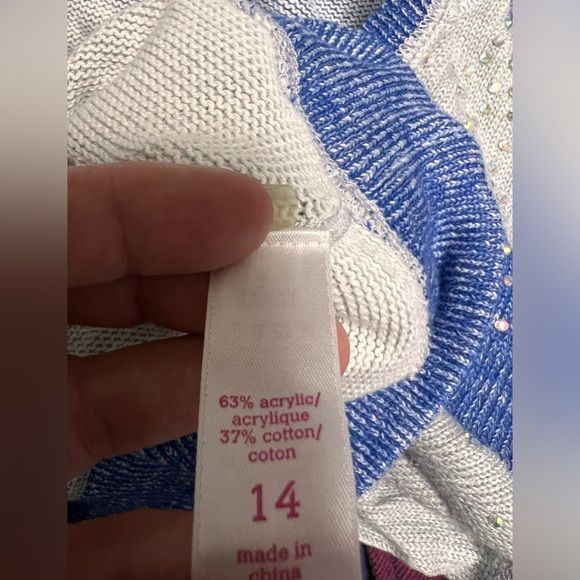 63% acrylic/
acrylique
37% cotton/
coton
14
made in
china